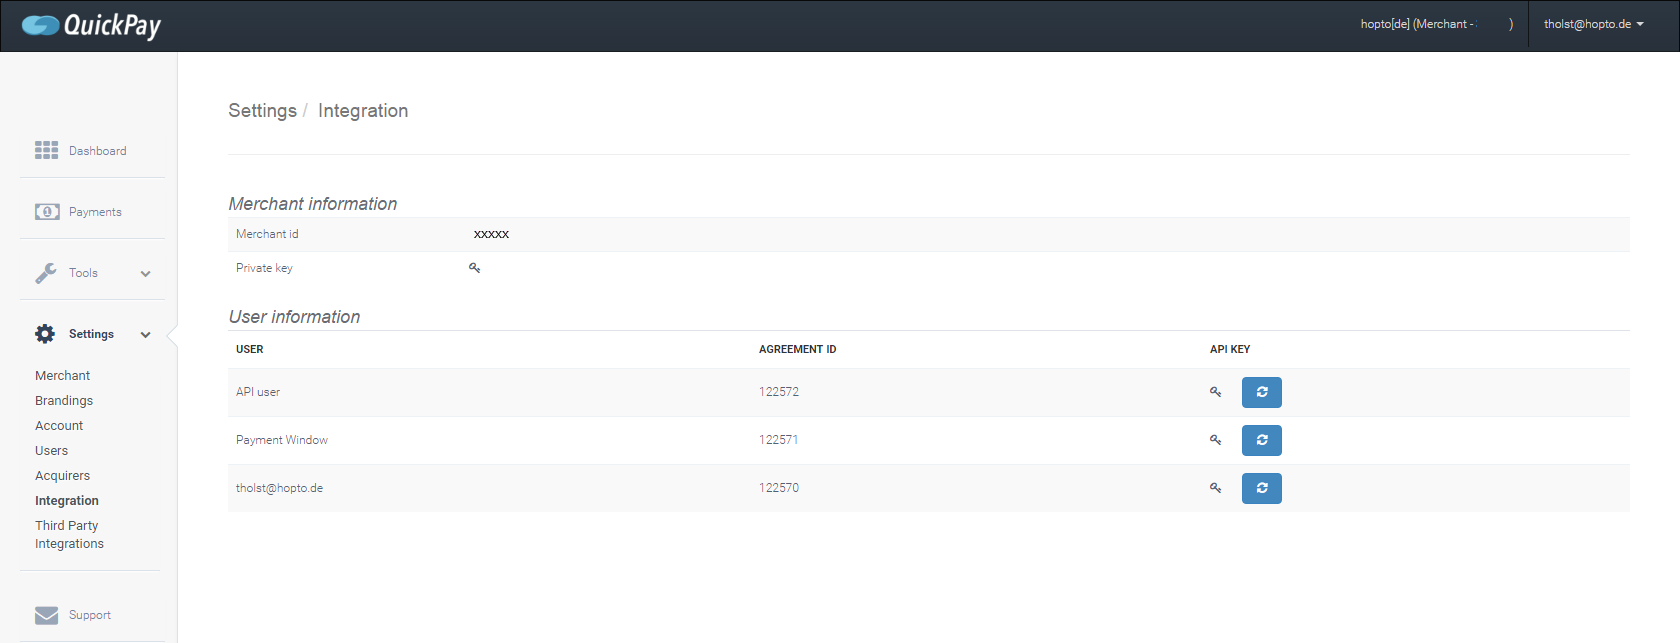 QuickPay
hopto[de] (Merchant - )
tholst@hopto.de
Settings / Integration
Dashboard
Payments
Tools
Settings
Merchant
Brandings
Account
Users
Acquirers
Integration
Third Party
Integrations
Support
Merchant information
Merchant id xxxxx
Private key
User information
USER AGREEMENT ID API KEY
API user 122572
Payment Window 122571
tholst@hopto.de 122570